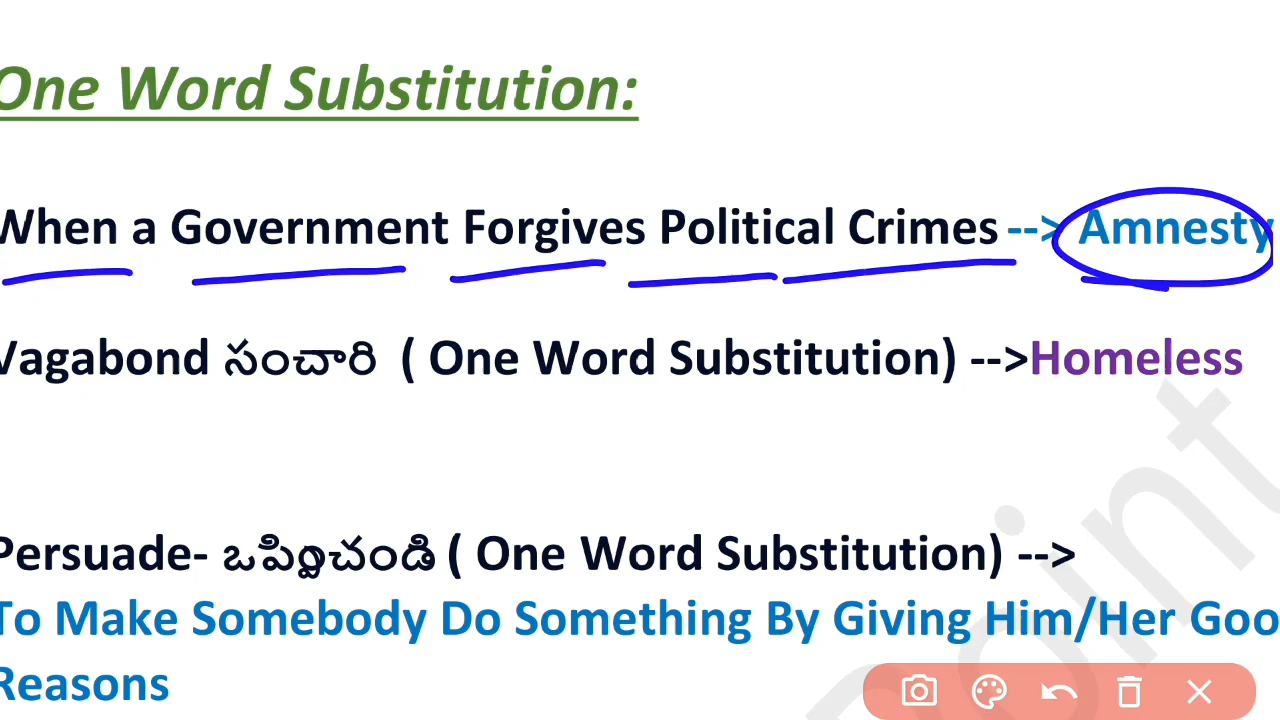 One Word Substitution:
When a Government Forgives Political Crimes --> Amnesty
Vagabond సంచారి ( One Word Substitution) -->Homeless
Persuade- ఒప్పించండి ( One Word Substitution) -->
To Make Somebody Do Something By Giving Him/Her Goo
Reasons
Point